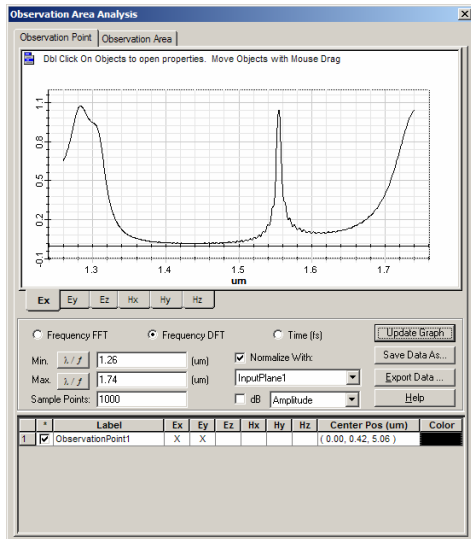 Observation Area Analysis
Observation Point Observation Area
Dbl Click On Objects to open properties. Move Objects with Mouse Drag
1.1
0.8
0.5
0.2
-0.1
1.3 1.4 1.5 1.6 1.7
um
Ex Ey Ez Hx Hy Hz
Frequency FFT Frequency DFT Time (fs) Update Graph
Min. λ / f 1.26 (um) Normalize With: Save Data As...
Max. λ / f 1.74 (um) InputPlane1 Export Data ...
Sample Points: 1000 dB Amplitude Help
* Label Ex Ey Ez Hx Hy Hz Center Pos (um) Color
1 ObservationPoint1 X X ( 0.00, 0.42, 5.06 )